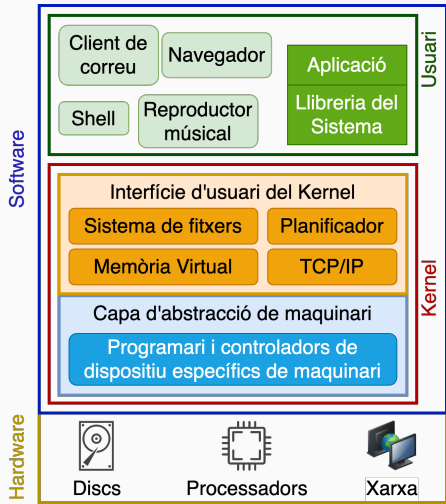 Client de
correu
Navegador
Shell
Reproductor
músical
Aplicació
Llibreria del
Sistema
Usuari
Software
Interfície d'usuari del Kernel
Sistema de fitxers
Planificador
Memòria Virtual
TCP/IP
Kernel
Capa d'abstracció de maquinari
Programari i controladors de
dispositiu específics de maquinari
Hardware
Discs
Processadors
Xarxa